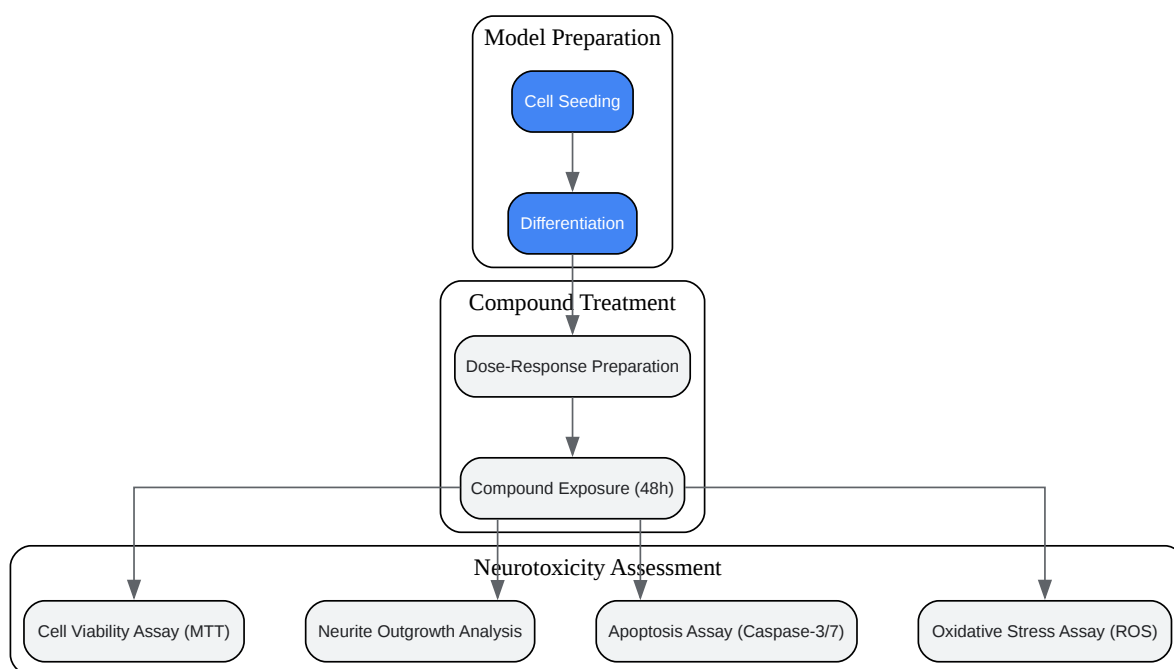 Model Preparation
Cell Seeding
Differentiation
Compound Treatment
Dose-Response Preparation
Compound Exposure (48h)
Neurotoxicity Assessment
Cell Viability Assay (MTT)
Neurite Outgrowth Analysis
Apoptosis Assay (Caspase-3/7)
Oxidative Stress Assay (ROS)